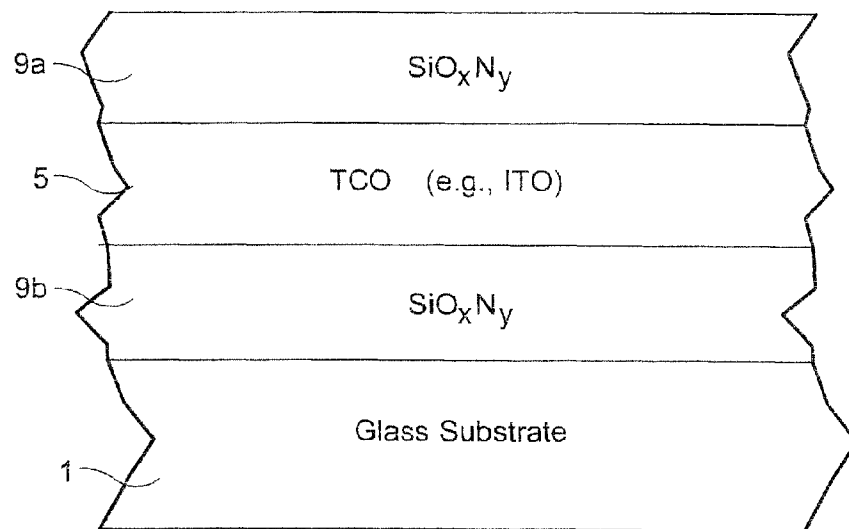 9a SiOxNy
5 TCO (e.g., ITO)
9b SiOxNy
Glass Substrate
1